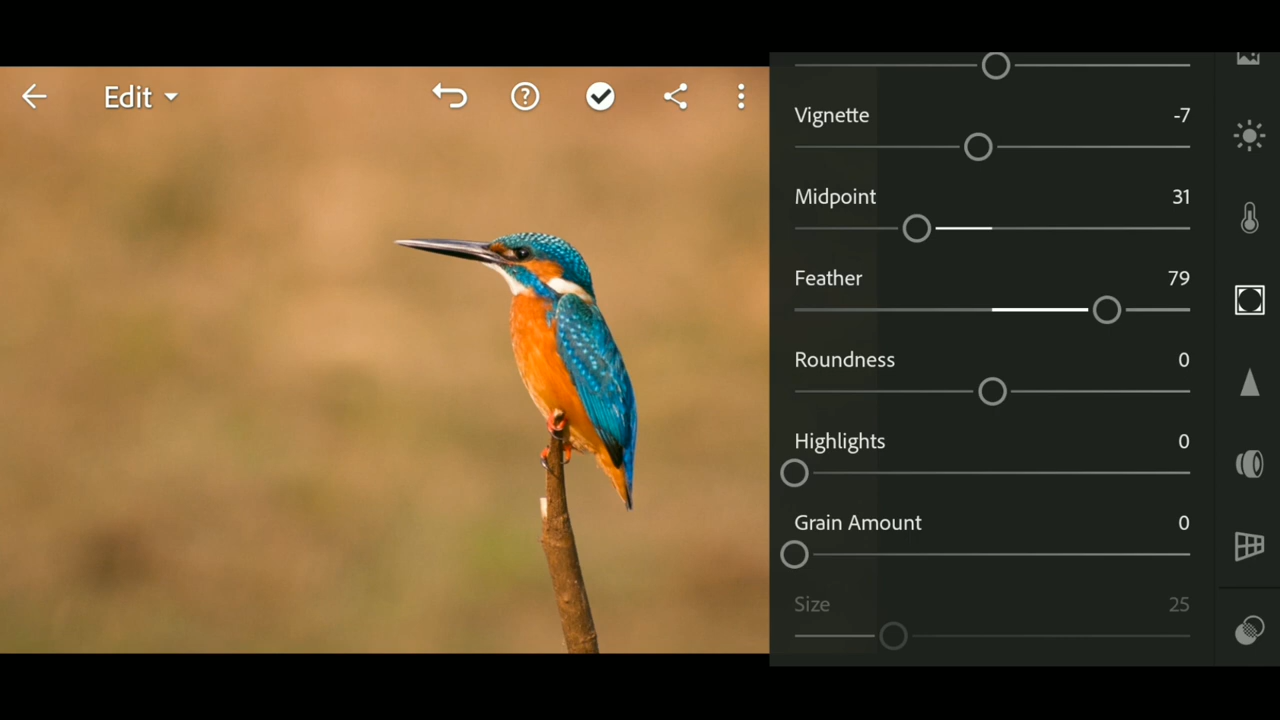 Edit
Vignette -7
Midpoint 31
Feather 79
Roundness 0
Highlights 0
Grain Amount 0
Size 25